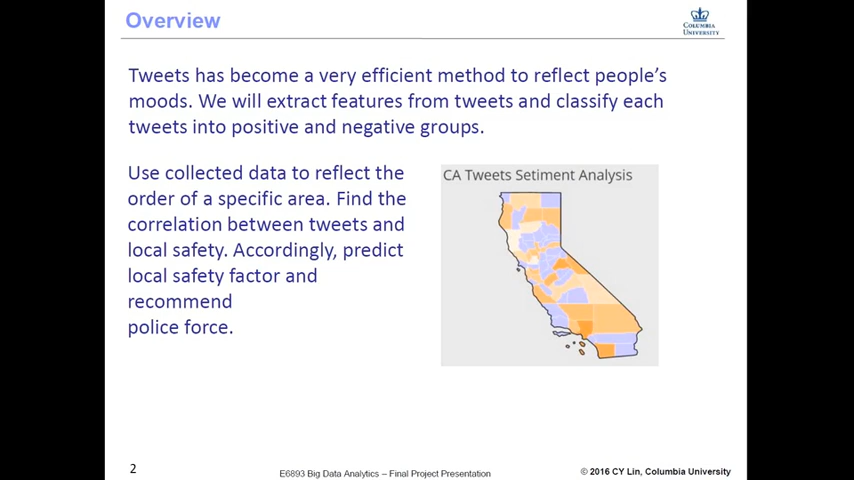 Overview
COLUMBIA
UNIVERSITY
Tweets has become a very efficient method to reflect people's
moods. We will extract features from tweets and classify each
tweets into positive and negative groups.
Use collected data to reflect the
order of a specific area. Find the
correlation between tweets and
local safety. Accordingly, predict
local safety factor and
recommend
police force.
CA Tweets Setiment Analysis
2
E6893 Big Data Analytics – Final Project Presentation
© 2016 CY Lin, Columbia University